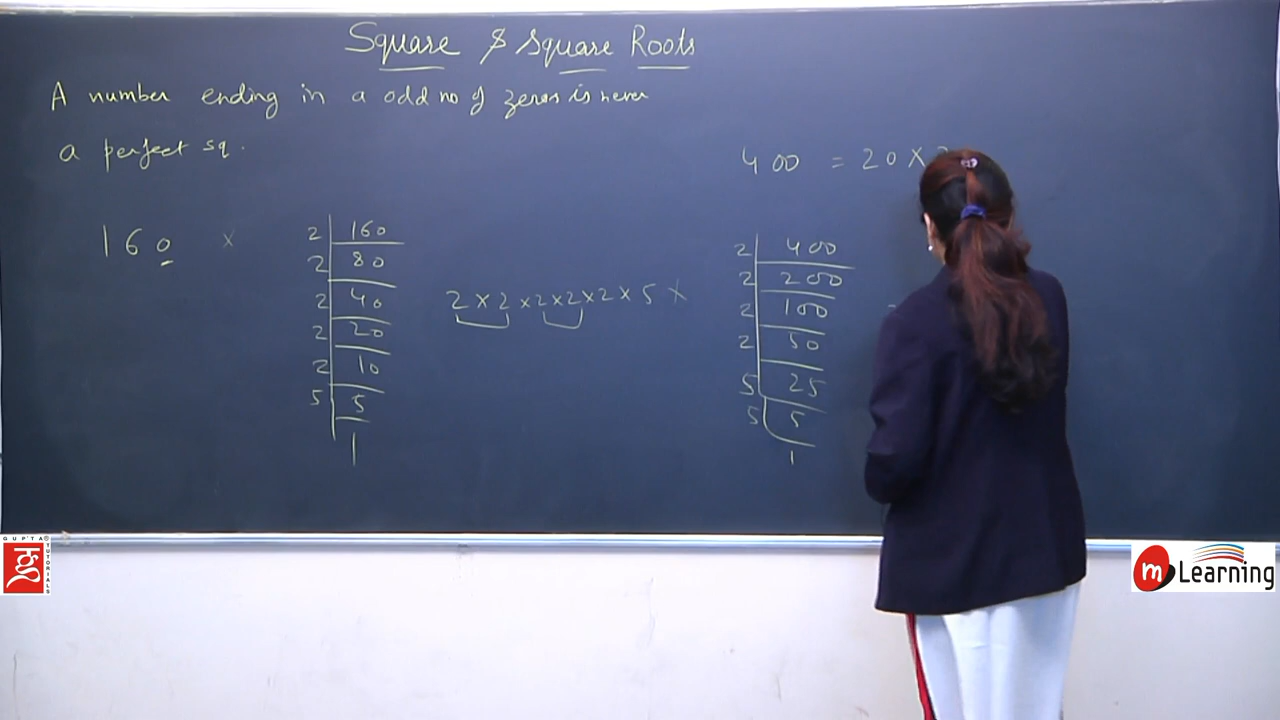 Square & Square Roots
A number ending in a odd no of zeros is never
a perfect sq.
400 = 20 X
160 x
2 160
2 80
2 40
2 20
2 10
5 5
1
2 x 2 x 2 x 2 x 2 x 5 x
2 400
2 200
2 100
2 50
5 25
5 5
1
GUPTA TUTORIALS
m Learning